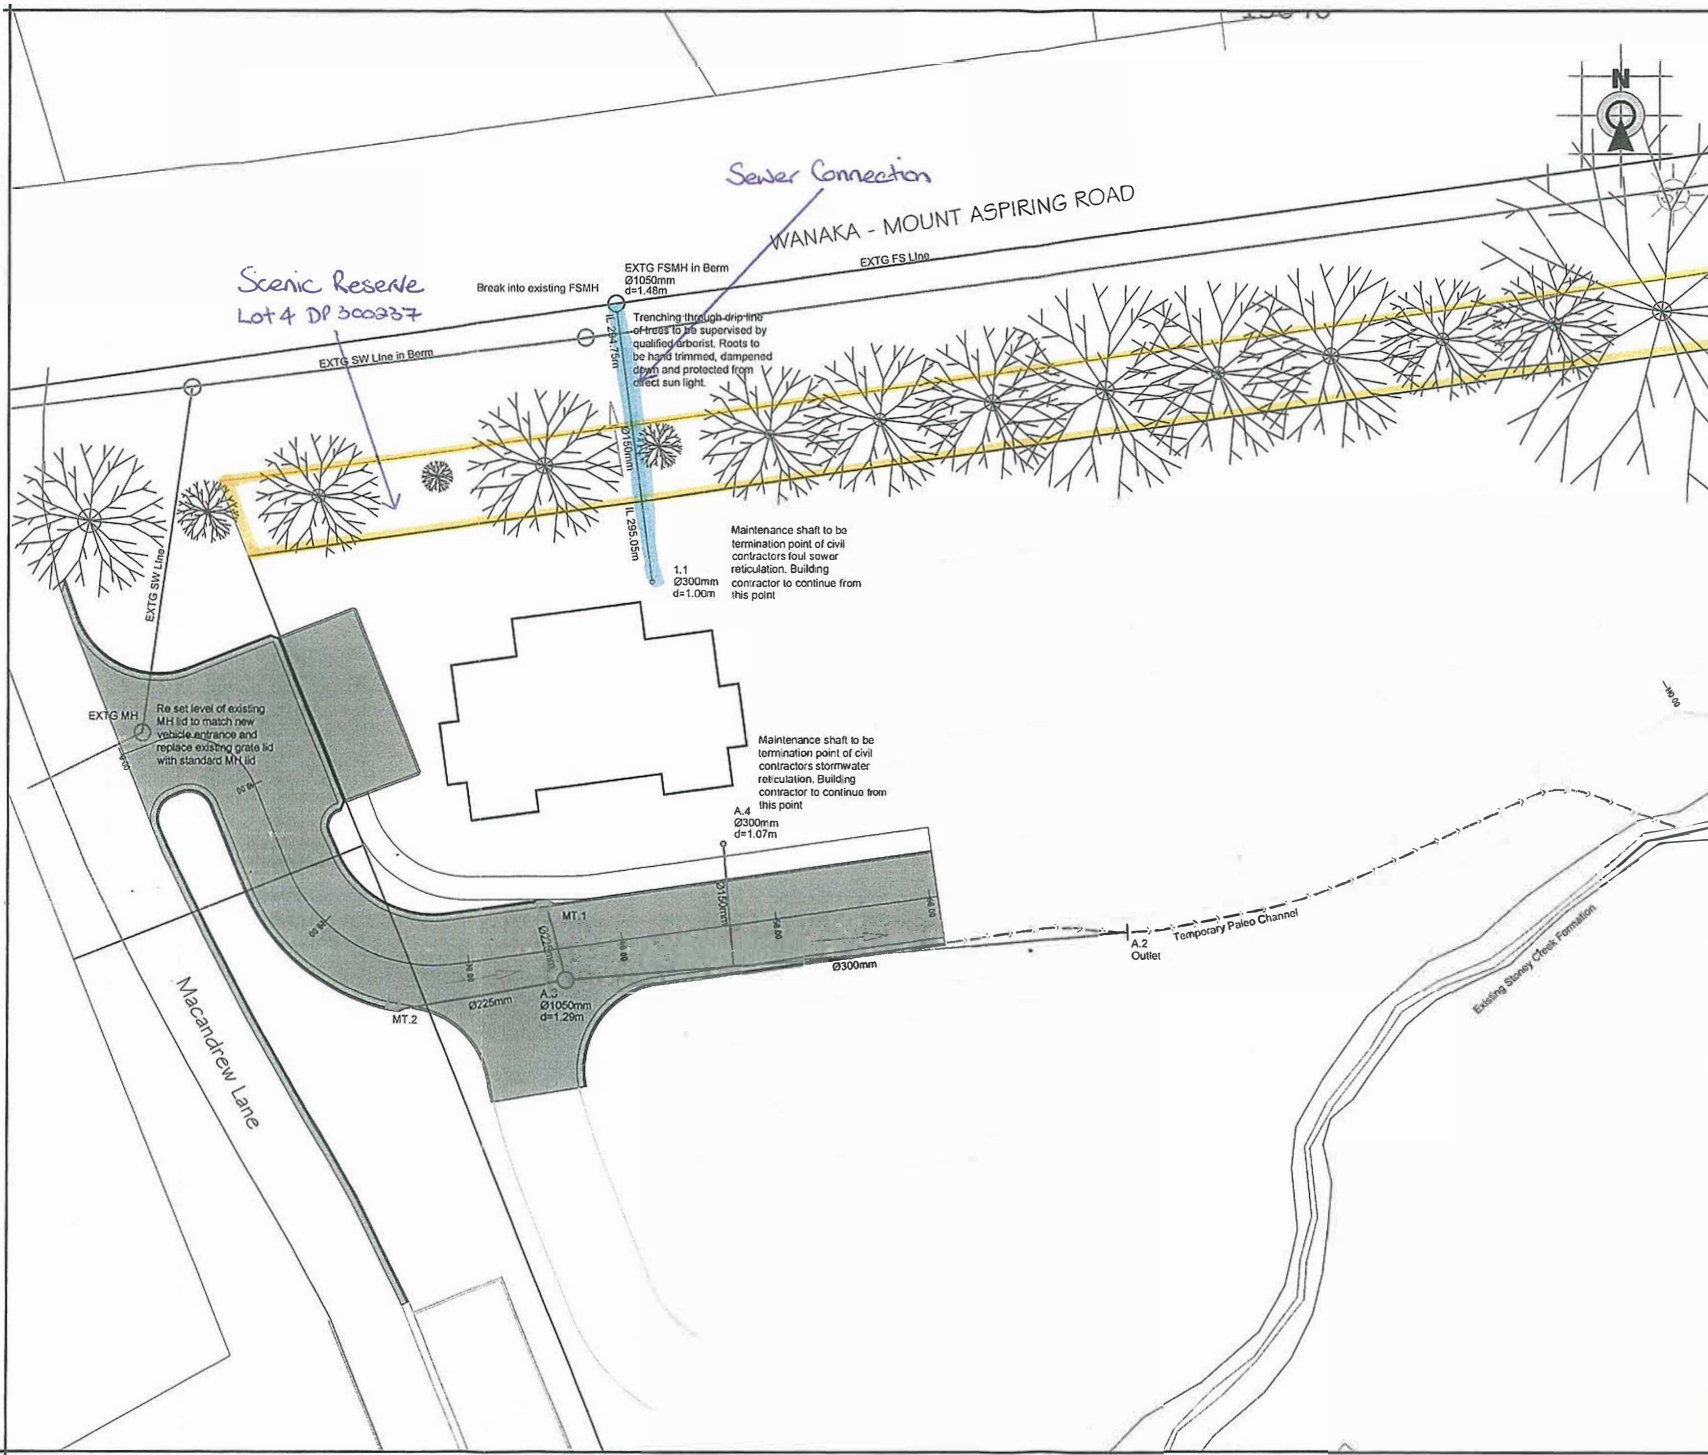 N
Sewer Connection
WANAKA - MOUNT ASPIRING ROAD
EXTG FS Line
Scenic Reserve
Lot 4 DP 300237
Break into existing FSMH
EXTG FSMH in Berm
Ø1050mm
d=1.48m
IL 294.75m
Trenching through drip line
of trees to be supervised by
qualified arborist. Roots to
be hand trimmed, dampened
down and protected from
direct sun light.
EXTG SW Line in Berm
Ø150mm
IL 295.05m
EXTG SW Line
1.1
Ø300mm
d=1.00m
Maintenance shaft to be
termination point of civil
contractors foul sewer
reticulation. Building
contractor to continue from
this point
EXTG MH
Re set level of existing
MH lid to match new
vehicle entrance and
replace existing grate lid
with standard MH lid
Maintenance shaft to be
termination point of civil
contractors stormwater
reticulation. Building
contractor to continue from
this point
A.4
Ø300mm
d=1.07m
Ø150mm
MT.1
Ø225mm
Ø300mm
A.2
Outlet
Temporary Paleo Channel
Existing Stoney Creek Formation
A.3
Ø1050mm
d=1.29m
Ø225mm
MT.2
Macandrew Lane